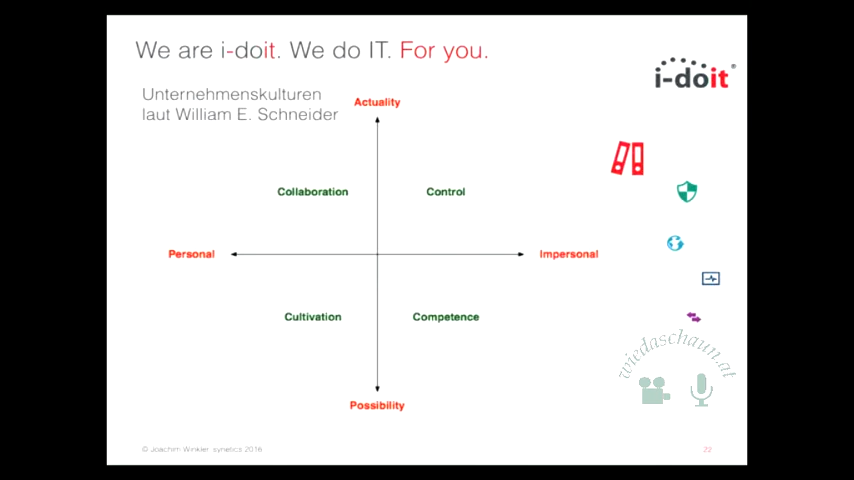 We are i-doit. We do IT. For you.
i-doit®
Unternehmenskulturen
laut William E. Schneider
Actuality
Collaboration
Control
Personal
Impersonal
Cultivation
Competence
wiedaschaun.at
Possibility
© Joachim Winkler synetics 2016
22